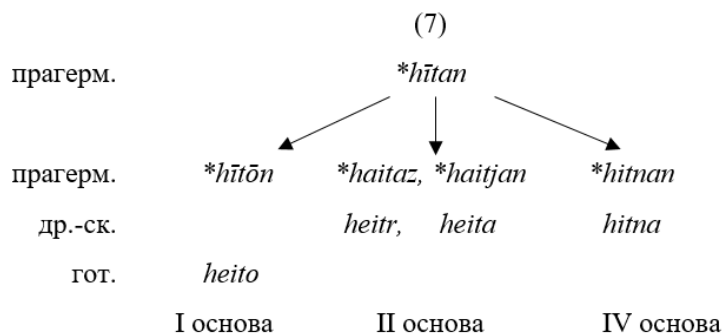 (7)
прагерм. *hītan
прагерм. *hītōn *haitaz, *haitjan *hitnan
др.-ск. heitr, heita hitna
гот. heito
I основа II основа IV основа